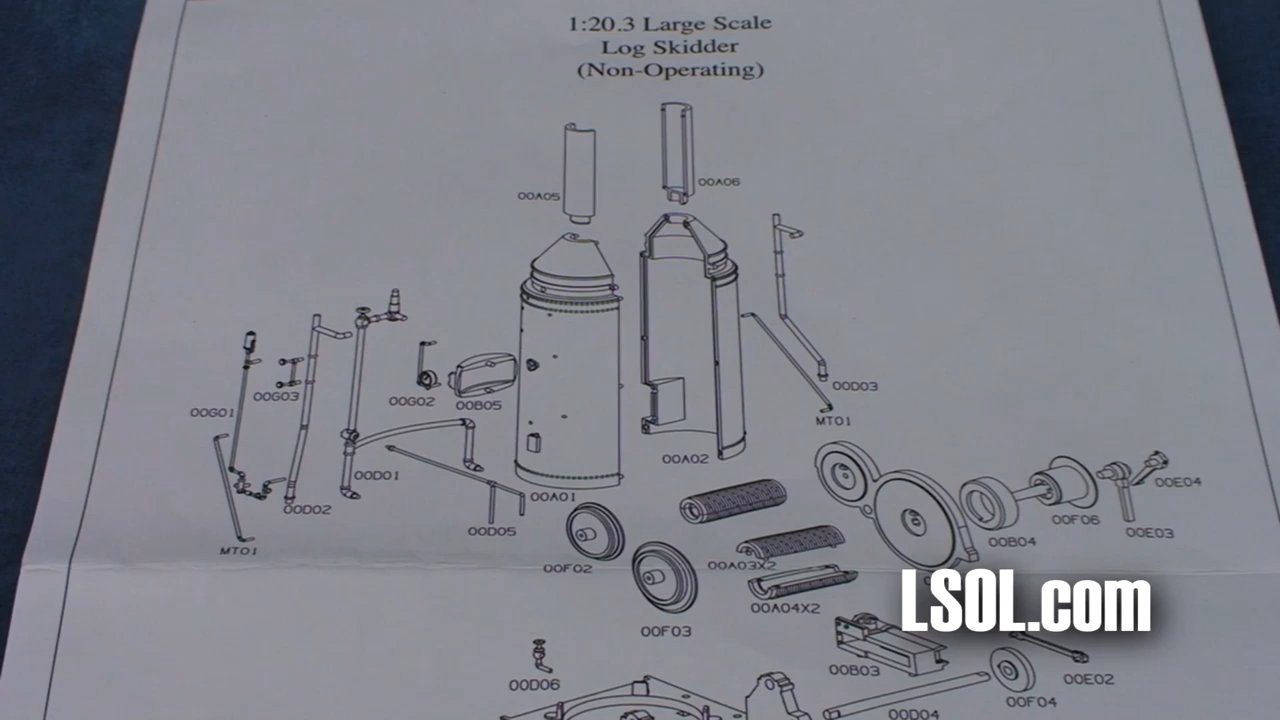 1:20.3 Large Scale
Log Skidder
(Non-Operating)
00A05
00A06
00G01
00G03
00G02
00B05
00D03
MT01
00D01
00A02
00A01
00D02
00D05
MT01
00E04
00F06
00E03
00B04
00F02
00A03X2
00A04X2
00F03
LSOL.com
00B03
00E02
00D06
00F04
00D04